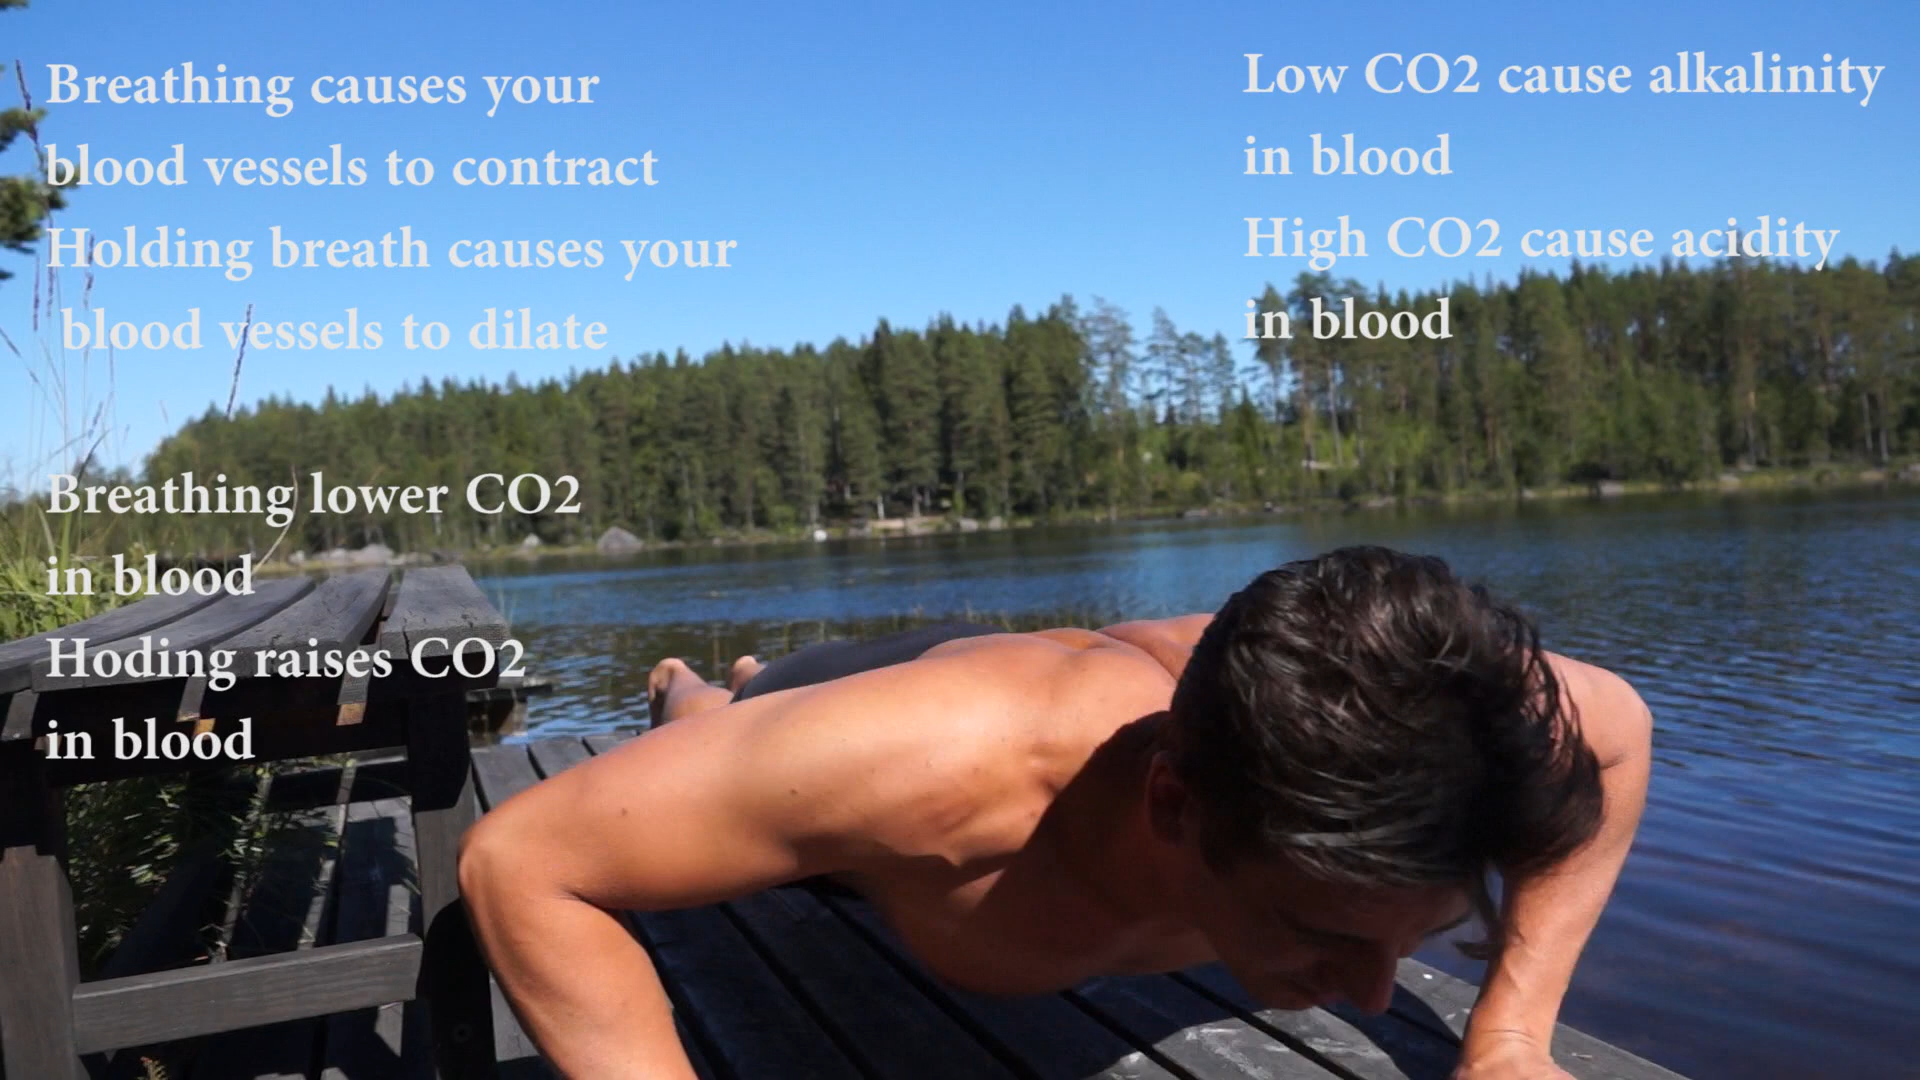 Breathing causes your
blood vessels to contract
Holding breath causes your
blood vessels to dilate
Breathing lower CO2
in blood
Hoding raises CO2
in blood
Low CO2 cause alkalinity
in blood
High CO2 cause acidity
in blood